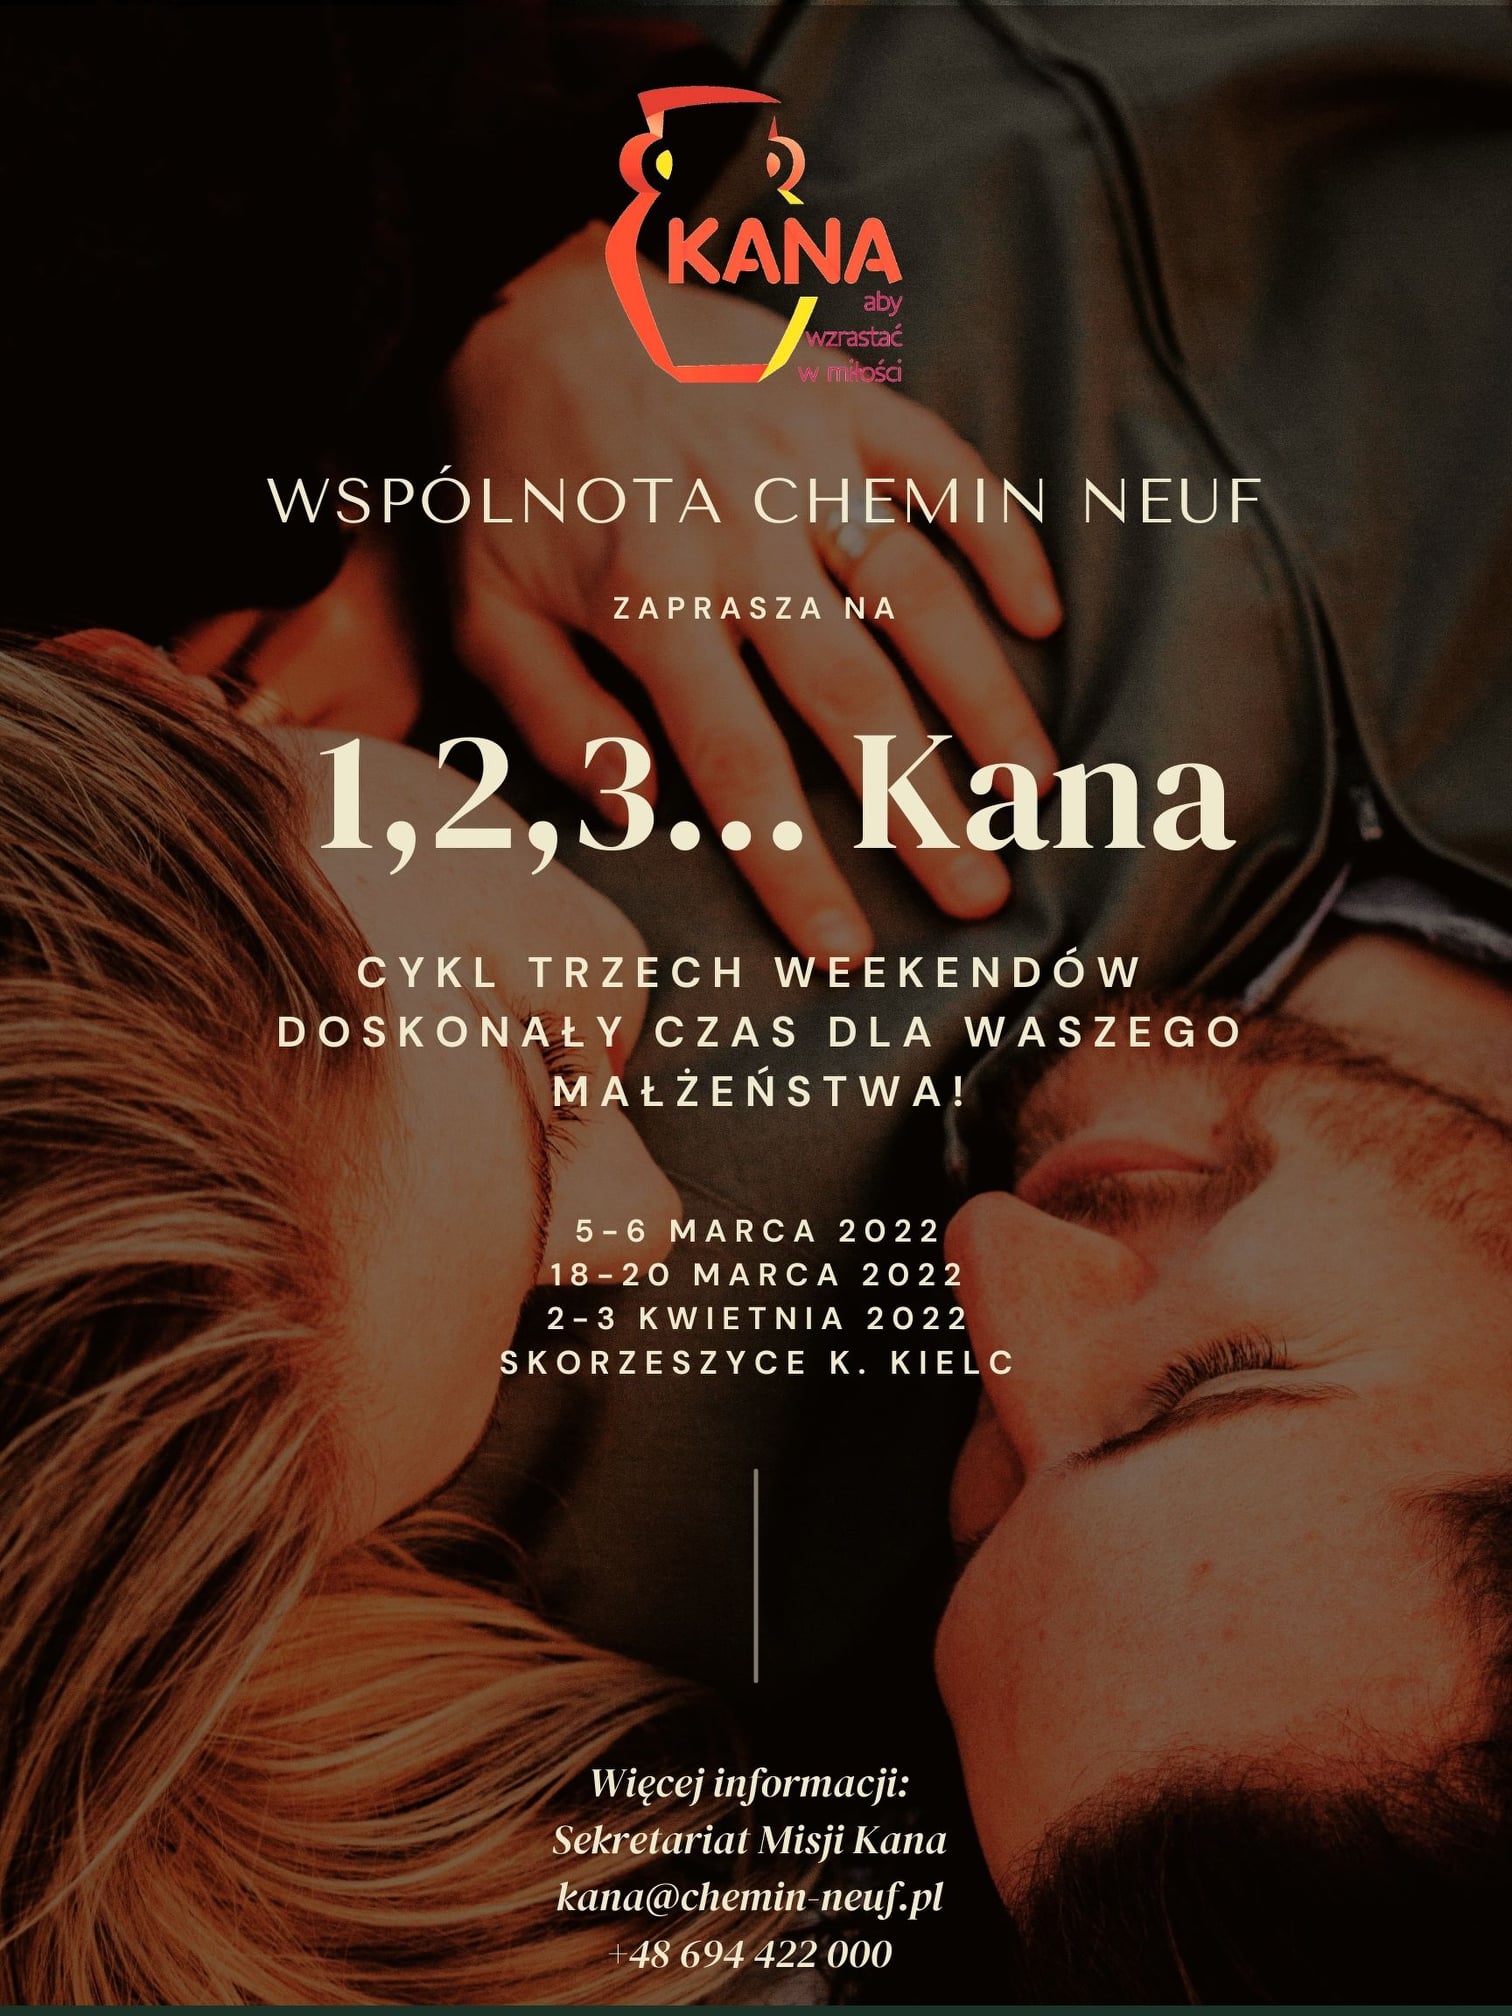 KANA
aby
wzrastać
w miłości
WSPÓLNOTA CHEMIN NEUF
ZAPRASZA NA
1,2,3... Kana
CYKL TRZECH WEEKENDÓW
DOSKONAŁY CZAS DLA WASZEGO
MAŁŻEŃSTWA!
5-6 MARCA 2022
18-20 MARCA 2022
2-3 KWIETNIA 2022
SKORZESZYCE K. KIELC
Więcej informacji:
Sekretariat Misji Kana
kana@chemin-neuf.pl
+48 694 422 000